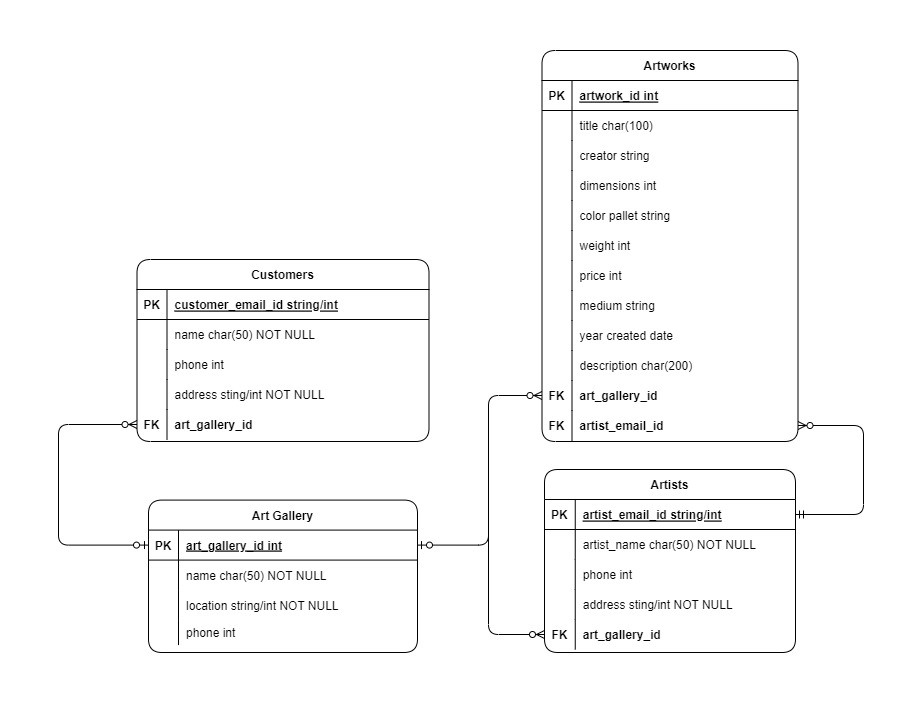 Artworks
PK artwork_id int
title char(100)
creator string
dimensions int
color pallet string
weight int
price int
medium string
year created date
description char(200)
FK art_gallery_id
FK artist_email_id
Customers
PK customer_email_id string/int
name char(50) NOT NULL
phone int
address sting/int NOT NULL
FK art_gallery_id
Art Gallery
PK art_gallery_id int
name char(50) NOT NULL
location string/int NOT NULL
phone int
Artists
PK artist_email_id string/int
artist_name char(50) NOT NULL
phone int
address sting/int NOT NULL
FK art_gallery_id